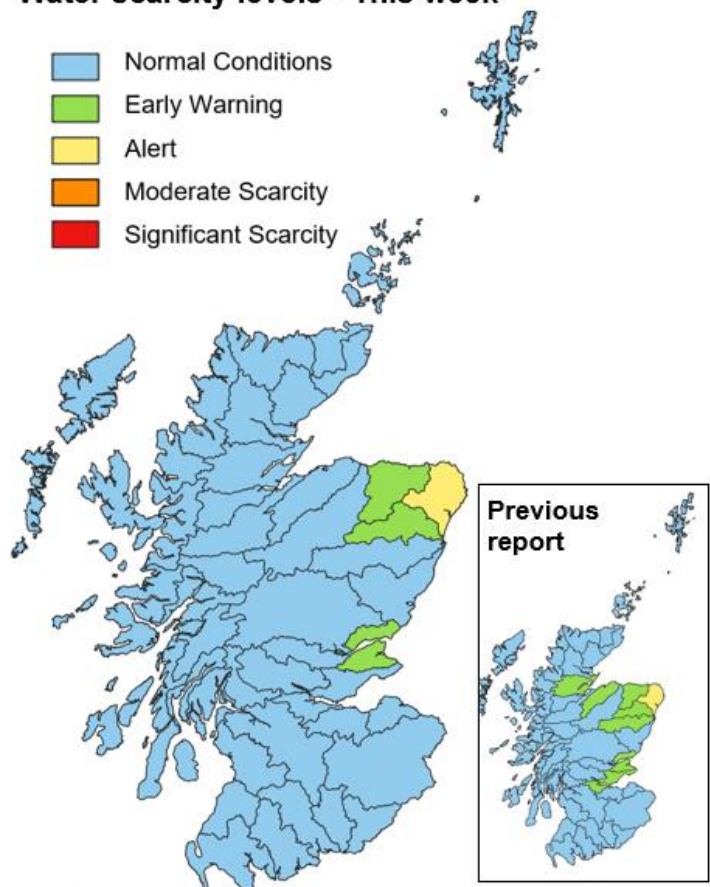 Water scarcity levels - This week
Normal Conditions
Early Warning
Alert
Moderate Scarcity
Significant Scarcity
Previous
report